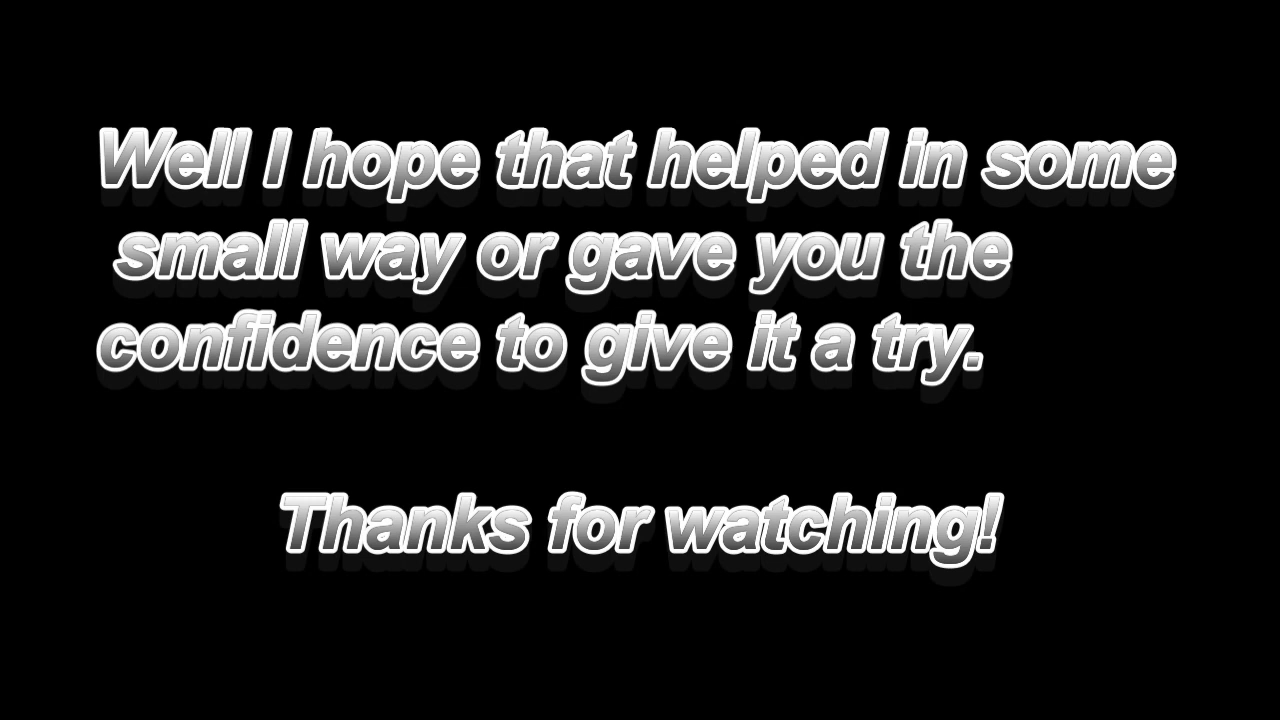 Well I hope that helped in some
small way or gave you the
confidence to give it a try.
Thanks for watching!